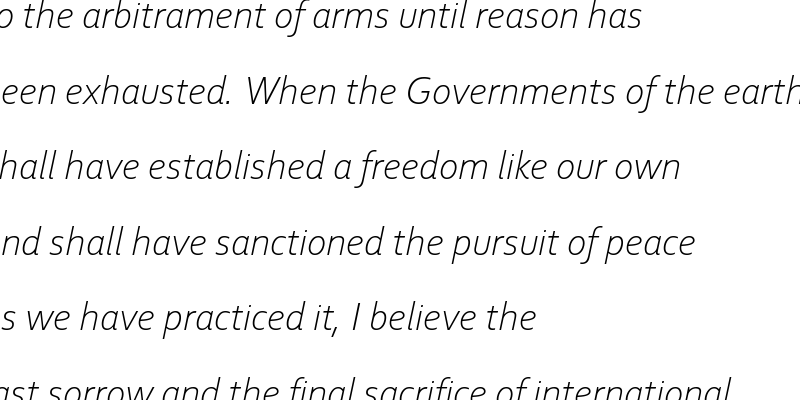 o the arbitrament of arms until reason has
een exhausted. When the Governments of the earth
hall have established a freedom like our own
nd shall have sanctioned the pursuit of peace
s we have practiced it, I believe the
ast sorrow and the final sacrifice of international